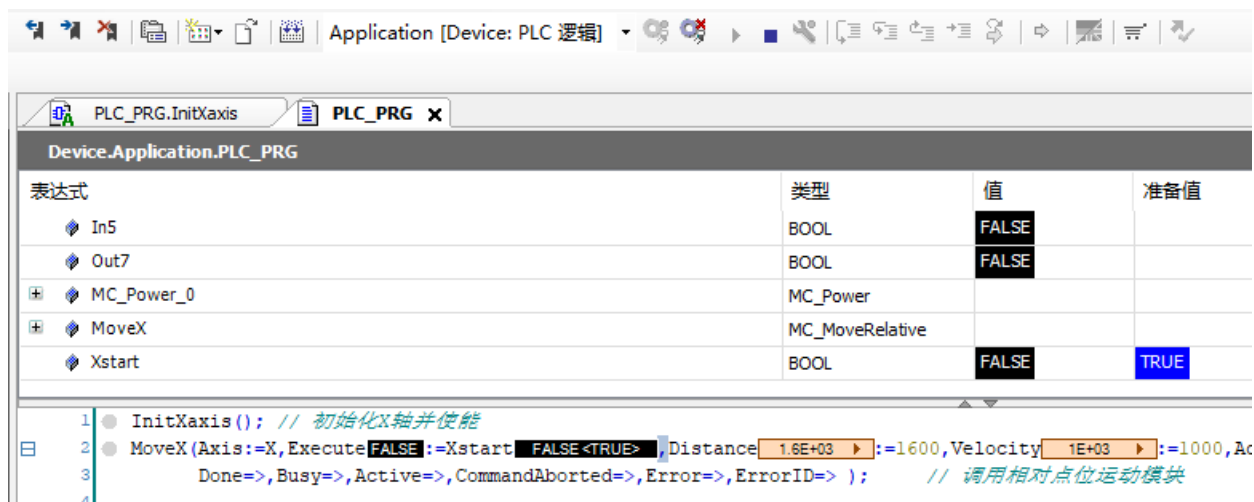 Application [Device: PLC 逻辑]
PLC_PRG.InitXaxis PLC_PRG
Device.Application.PLC_PRG
表达式 类型 值 准备值
In5 BOOL FALSE
Out7 BOOL FALSE
MC_Power_0 MC_Power
MoveX MC_MoveRelative
Xstart BOOL FALSE TRUE
1 InitXaxis(); // 初始化X轴并使能
2 MoveX(Axis:=X,Execute FALSE :=Xstart FALSE<TRUE> ,Distance 1.6E+03 :=1600,Velocity 1E+03 :=1000,Ac
3 Done=>,Busy=>,Active=>,CommandAborted=>,Error=>,ErrorID=> ); // 调用相对点位运动模块
4